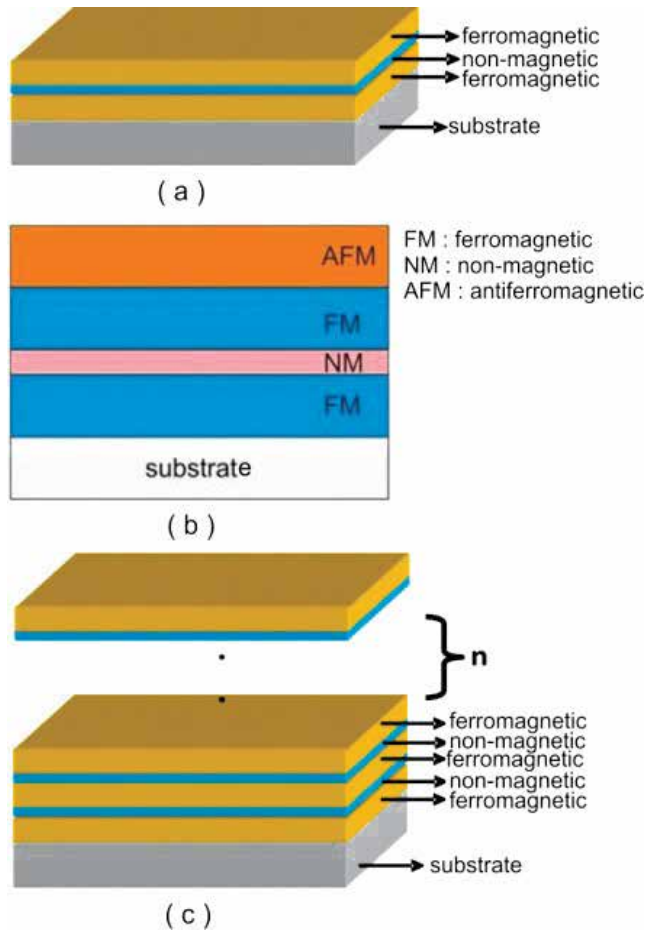 ferromagnetic
non-magnetic
ferromagnetic
substrate
( a )
AFM
FM
NM
FM
substrate
FM : ferromagnetic
NM : non-magnetic
AFM : antiferromagnetic
( b )
n
ferromagnetic
non-magnetic
ferromagnetic
non-magnetic
ferromagnetic
substrate
( c )